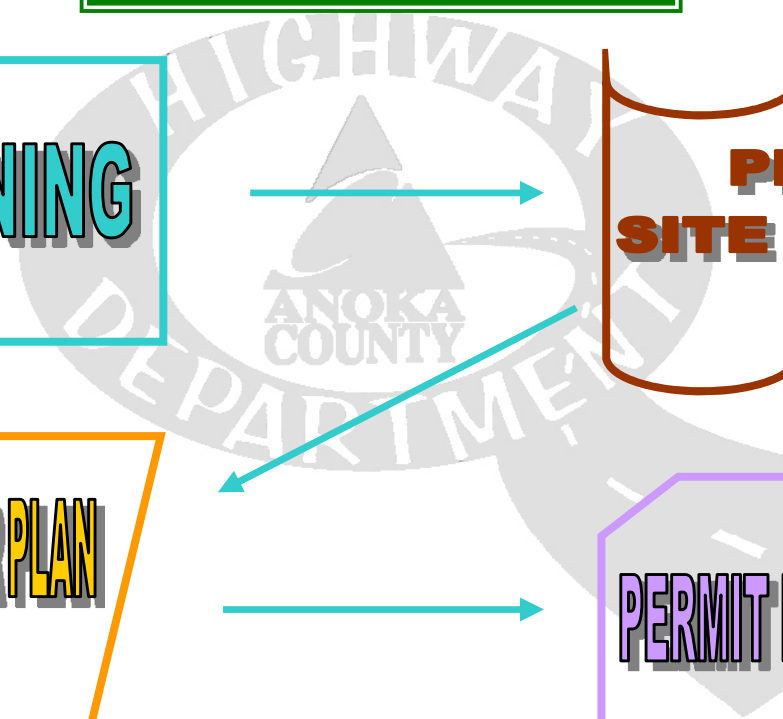 HIGHWAY
NING
SITE
ANOKA
COUNTY
DEPARTMENT
PLAN
PERMIT